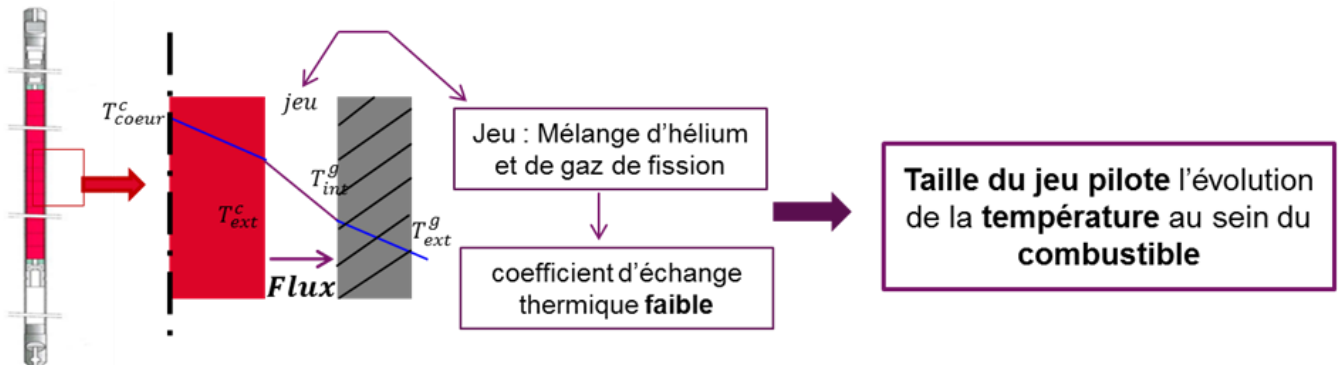 T^c_coeur
jeu
T^g_int
T^c_ext
T^g_ext
Flux
Jeu : Mélange d’hélium
et de gaz de fission
coefficient d’échange
thermique faible
Taille du jeu pilote l’évolution
de la température au sein du
combustible